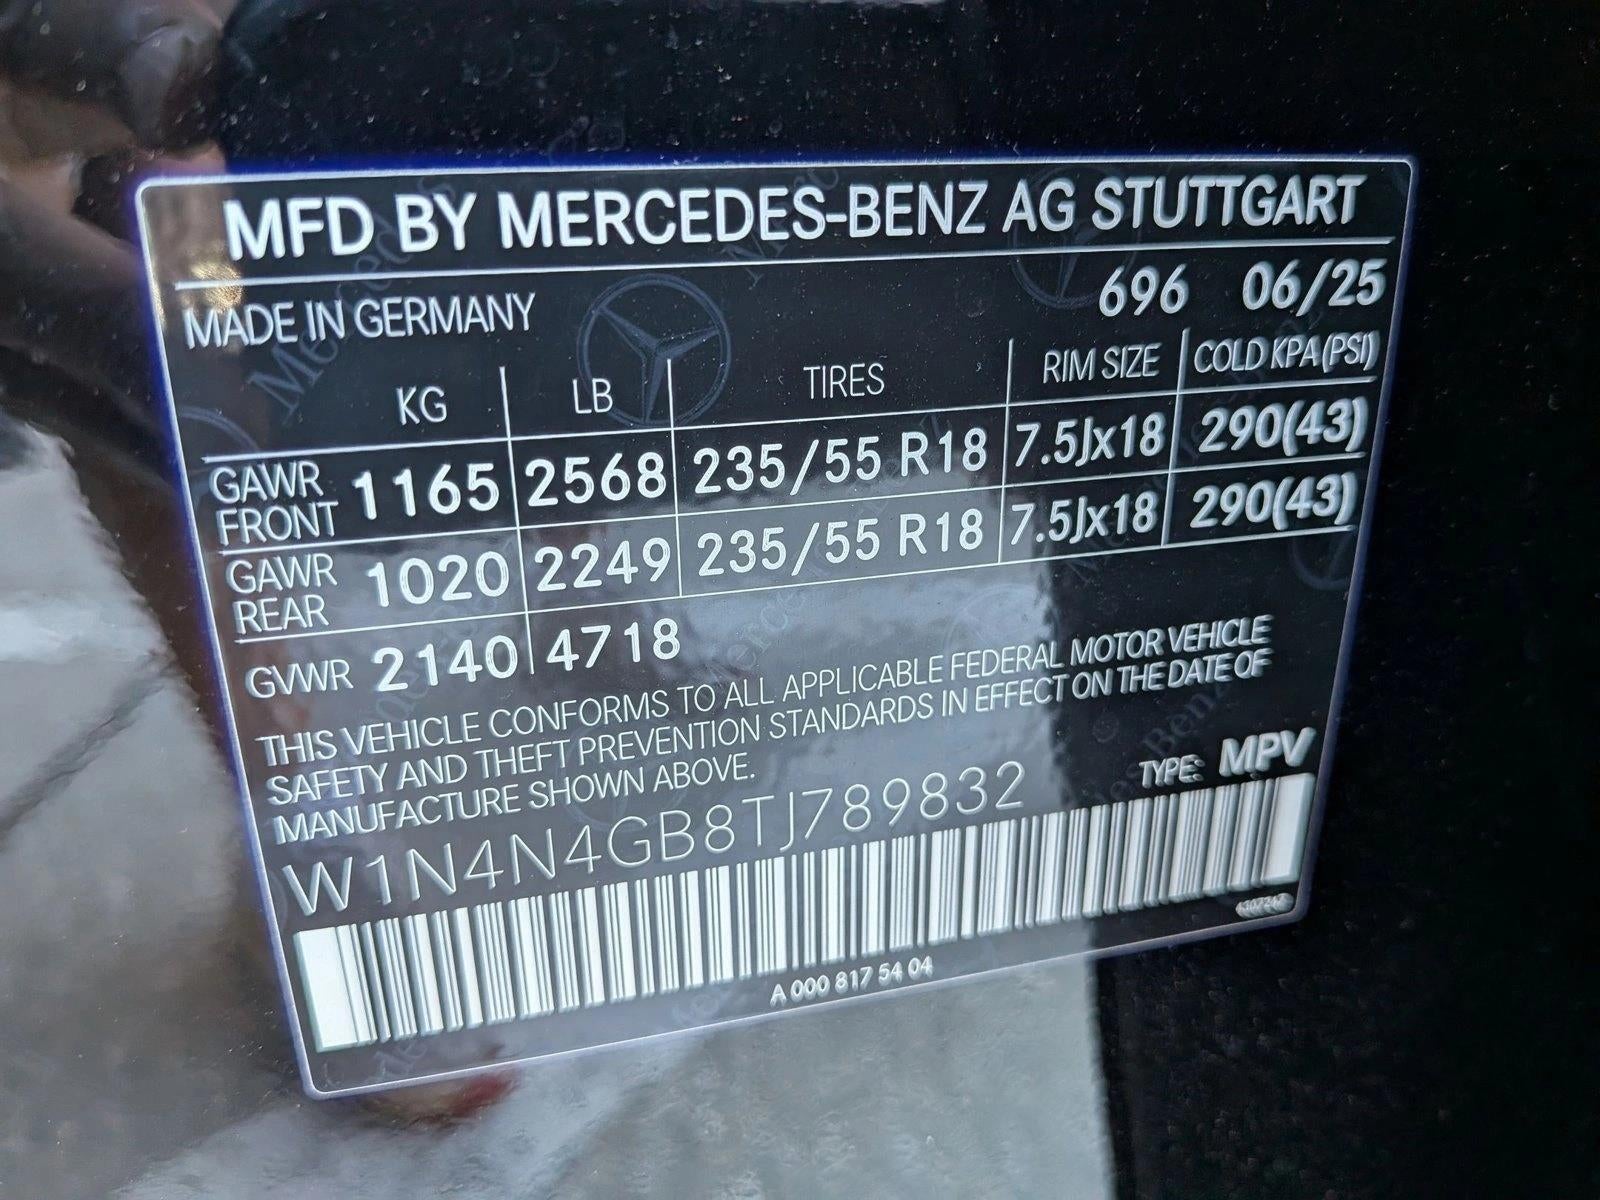 MFD BY MERCEDES-BENZ AG STUTTGART
MADE IN GERMANY 696 06/25
KG LB TIRES RIM SIZE COLD KPA(PSI)
GAWR FRONT 1165 2568 235/55 R18 7.5Jx18 290(43)
GAWR REAR 1020 2249 235/55 R18 7.5Jx18 290(43)
GVWR 2140 4718
THIS VEHICLE CONFORMS TO ALL APPLICABLE FEDERAL MOTOR VEHICLE
SAFETY AND THEFT PREVENTION STANDARDS IN EFFECT ON THE DATE OF
MANUFACTURE SHOWN ABOVE.
TYPE: MPV
W1N4N4GB8TJ789832
A 000 817 54 04